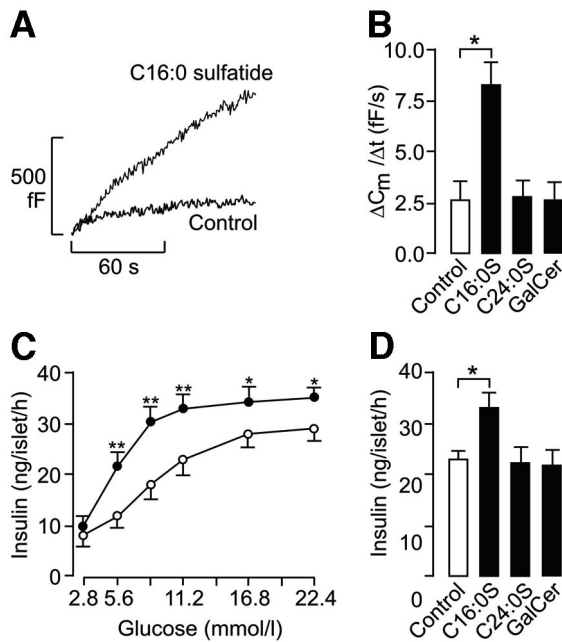 A
C16:0 sulfatide
500
fF
Control
60 s
B
*
10.0
7.5
5.0
2.5
0.0
ΔCm /Δt (fF/s)
Control
C16:0S
C24:0S
GalCer
C
40
30
20
10
0
Insulin (ng/islet/h)
** ** ** * *
2.8 5.6 11.2 16.8 22.4
Glucose (mmol/l)
D
*
40
30
20
10
0
Insulin (ng/islet/h)
Control
C16:0S
C24:0S
GalCer